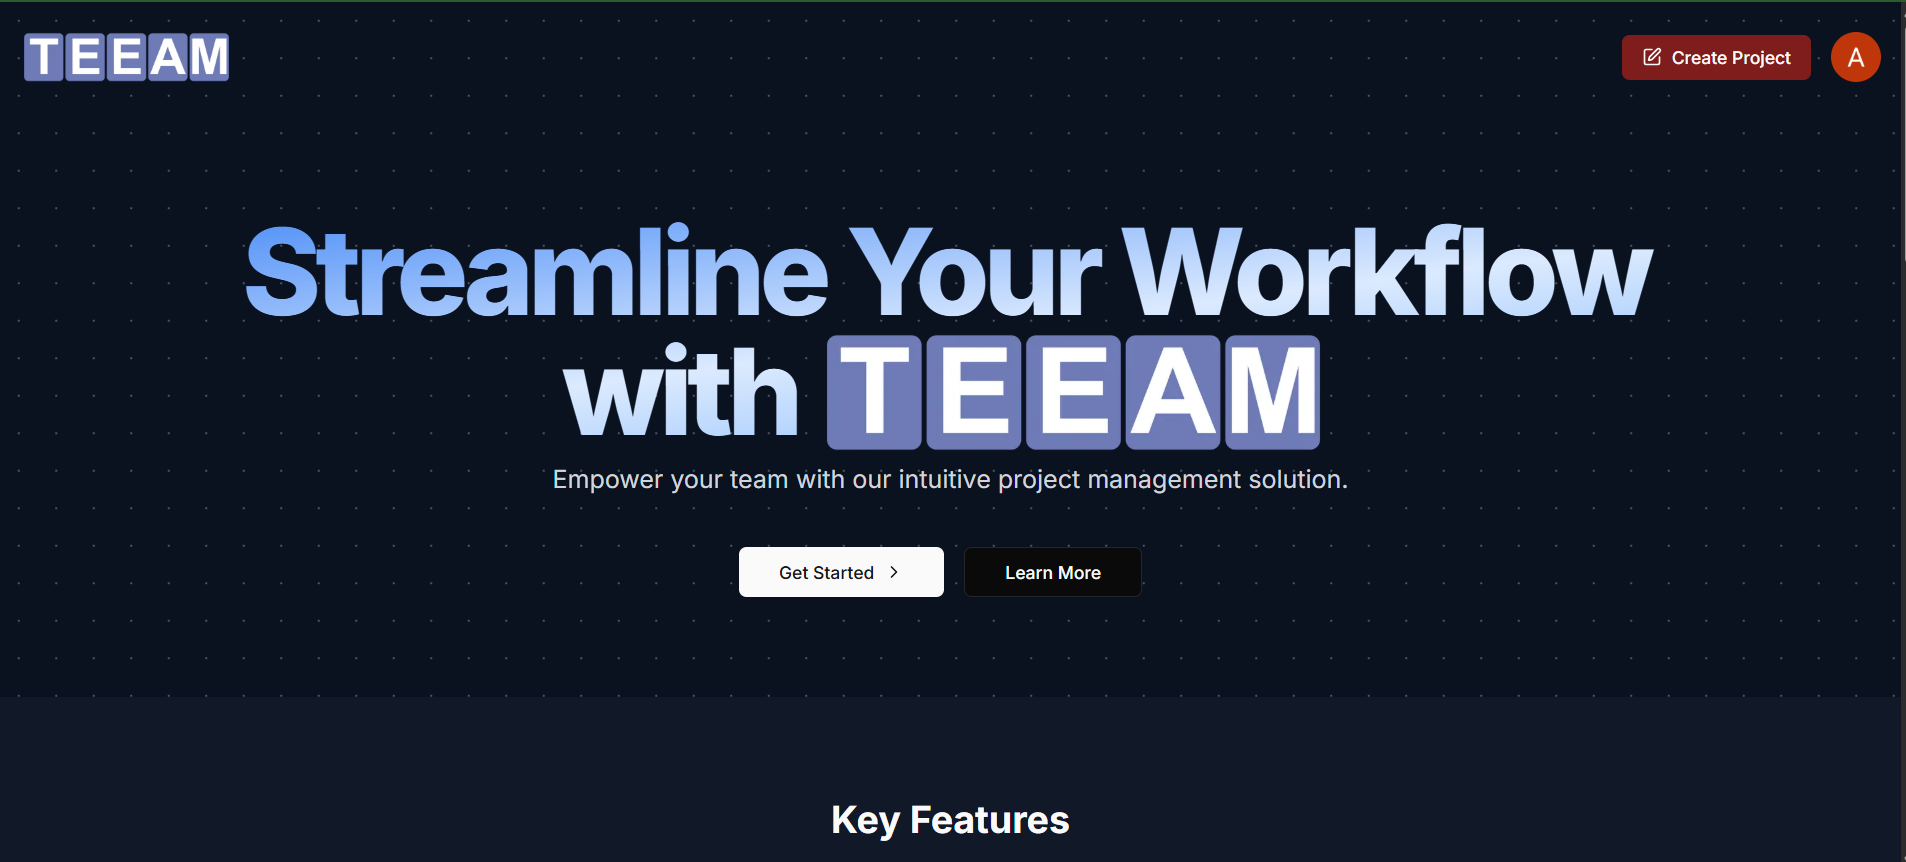 TEEAM
Create Project
A
Streamline Your Workflow
with TEEAM
Empower your team with our intuitive project management solution.
Get Started
Learn More
Key Features